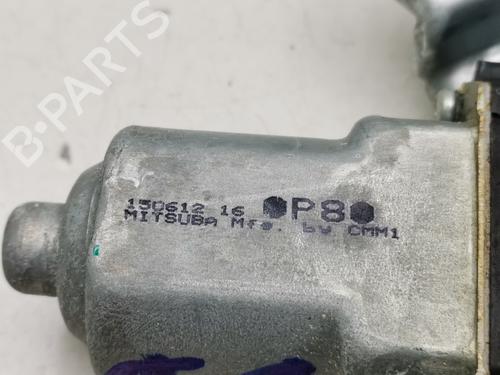 B-PARTS
150612 16 ⬣P8⬣
MITSUBA Mfg. by CMM1